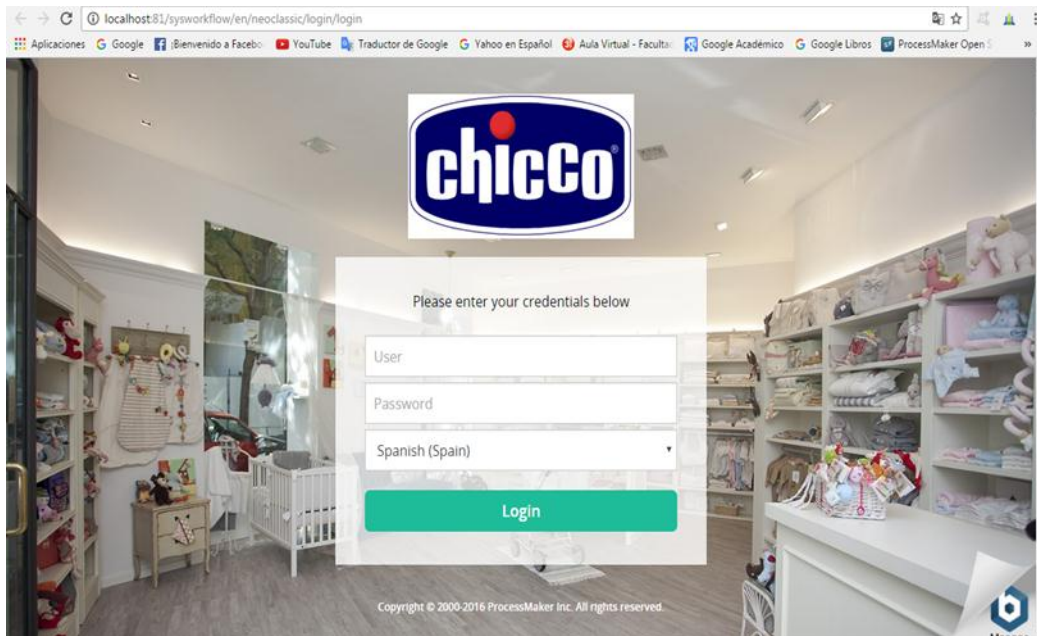 localhost:81/sysworkflow/en/neoclassic/login/login
Aplicaciones Google ¡Bienvenido a Facebo YouTube Traductor de Google Yahoo en Español Aula Virtual - Faculta Google Académico Google Libros ProcessMaker Open S »
chicco®
Please enter your credentials below
User
Password
Spanish (Spain)
Login
Copyright © 2000-2016 ProcessMaker Inc. All rights reserved.